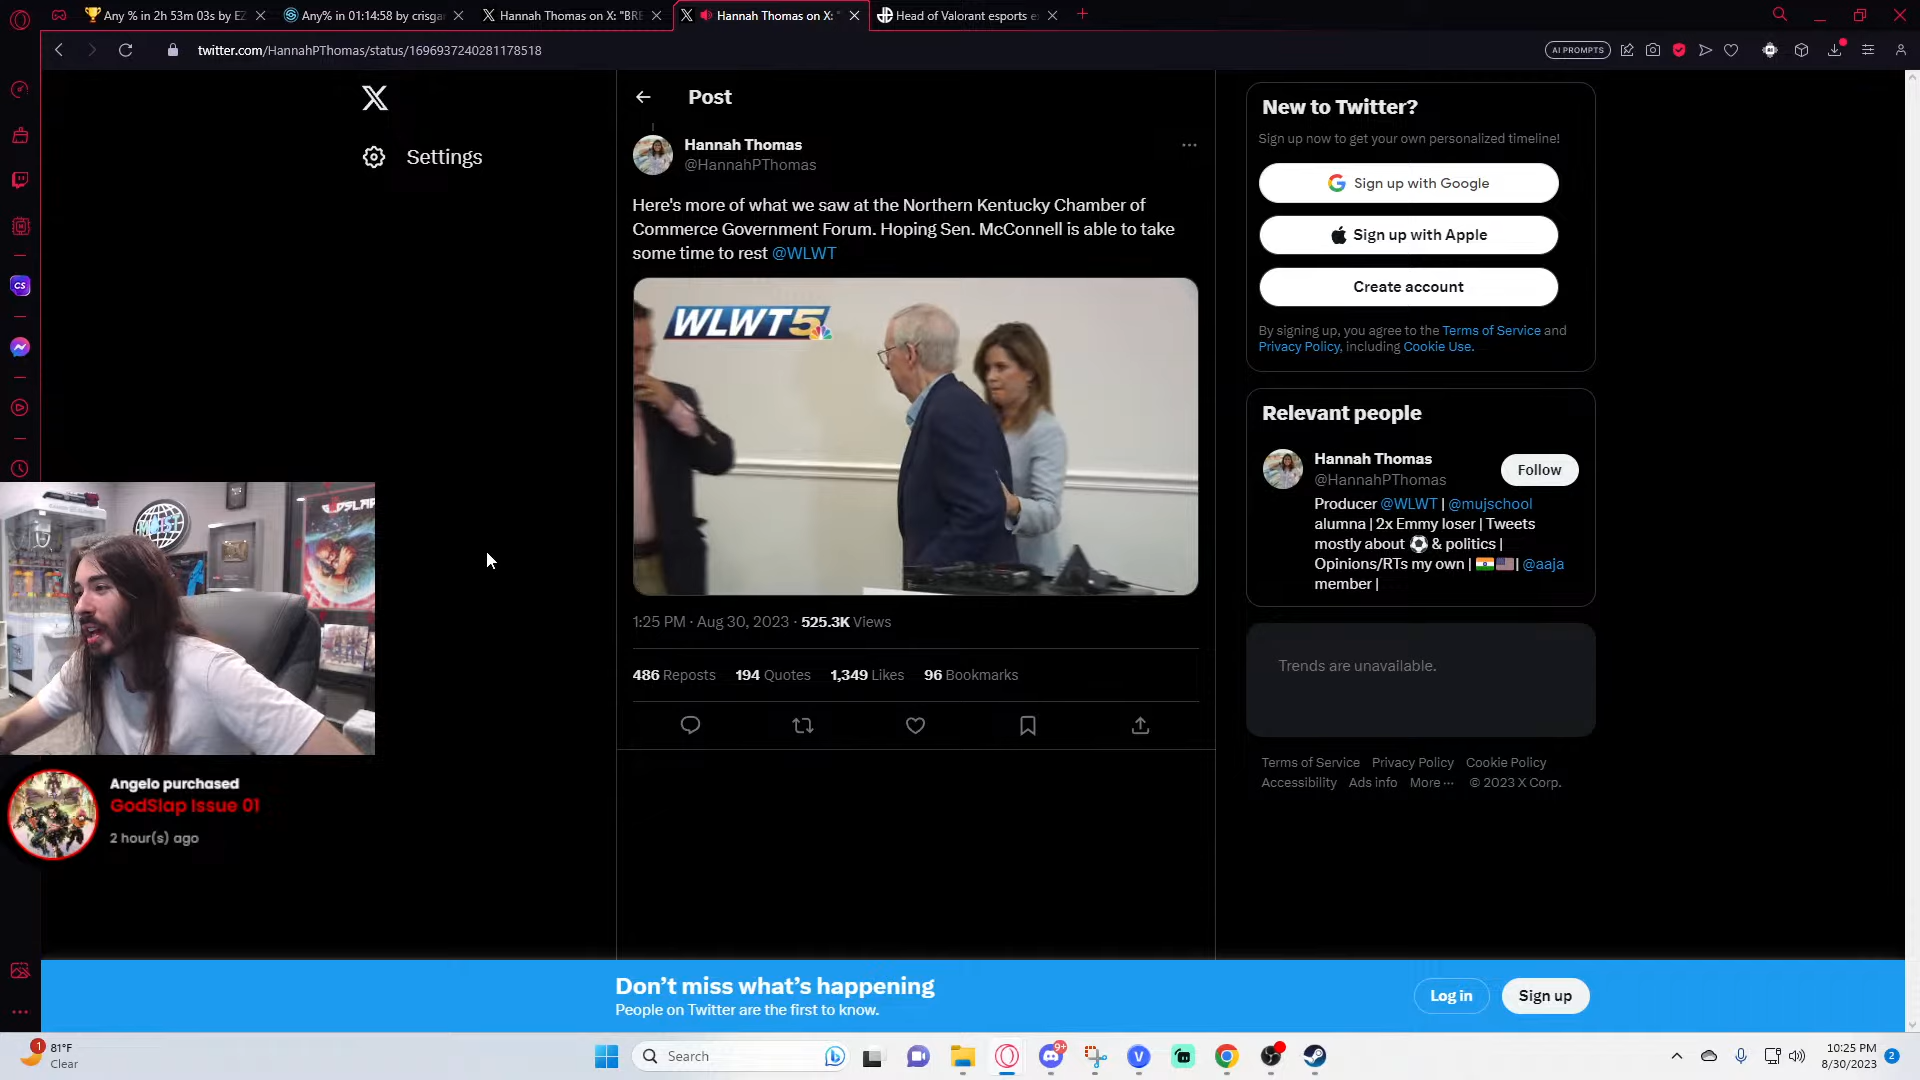 Any % in 2h 53m 03s by EZ
Any% in 01:14:58 by crisgar
Hannah Thomas on X: "BRE
Hannah Thomas on X: "
Head of Valorant esports e
twitter.com/HannahPThomas/status/1696937240281178518
AI PROMPTS
Settings
Post
Hannah Thomas
@HannahPThomas
Here's more of what we saw at the Northern Kentucky Chamber of
Commerce Government Forum. Hoping Sen. McConnell is able to take
some time to rest @WLWT
WLWT5
1:25 PM · Aug 30, 2023 · 525.3K Views
486 Reposts 194 Quotes 1,349 Likes 96 Bookmarks
New to Twitter?
Sign up now to get your own personalized timeline!
Sign up with Google
Sign up with Apple
Create account
By signing up, you agree to the Terms of Service and
Privacy Policy, including Cookie Use.
Relevant people
Hannah Thomas
@HannahPThomas
Follow
Producer @WLWT | @mujschool
alumna | 2x Emmy loser | Tweets
mostly about ⚽ & politics |
Opinions/RTs my own | 🇮🇳🇺🇸| @aaja
member |
Trends are unavailable.
Terms of Service Privacy Policy Cookie Policy
Accessibility Ads info More ··· © 2023 X Corp.
CS
MOIST
Angelo purchased
GodSlap Issue 01
2 hour(s) ago
Don't miss what's happening
People on Twitter are the first to know.
Log in
Sign up
1
81°F
Clear
Search
9+
10:25 PM
8/30/2023
2